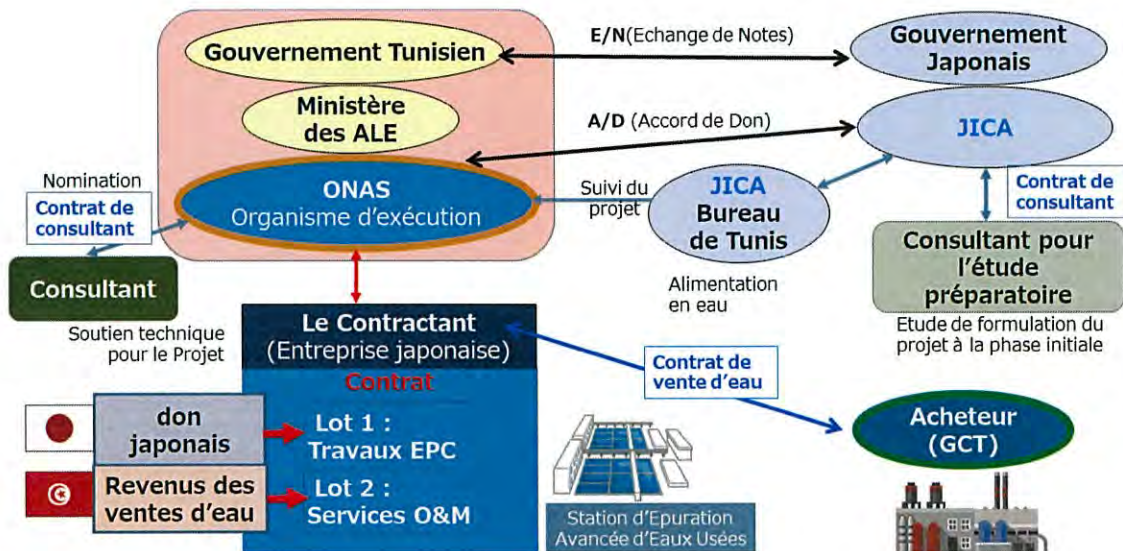 Gouvernement Tunisien
E/N(Echange de Notes)
Gouvernement
Japonais
Ministère
des ALE
A/D (Accord de Don)
JICA
Nomination
Contrat de
consultant
ONAS
Organisme d'exécution
Suivi du
projet
JICA
Bureau
de Tunis
Contrat de
consultant
Consultant
Consultant pour
l'étude
préparatoire
Alimentation
en eau
Soutien technique
pour le Projet
Le Contractant
(Entreprise japonaise)
Etude de formulation du
projet à la phase initiale
Contrat
Contrat de
vente d'eau
don
japonais
Lot 1 :
Travaux EPC
Acheteur
(GCT)
Revenus des
ventes d'eau
Lot 2 :
Services O&M
Station d'Epuration
Avancée d'Eaux Usées